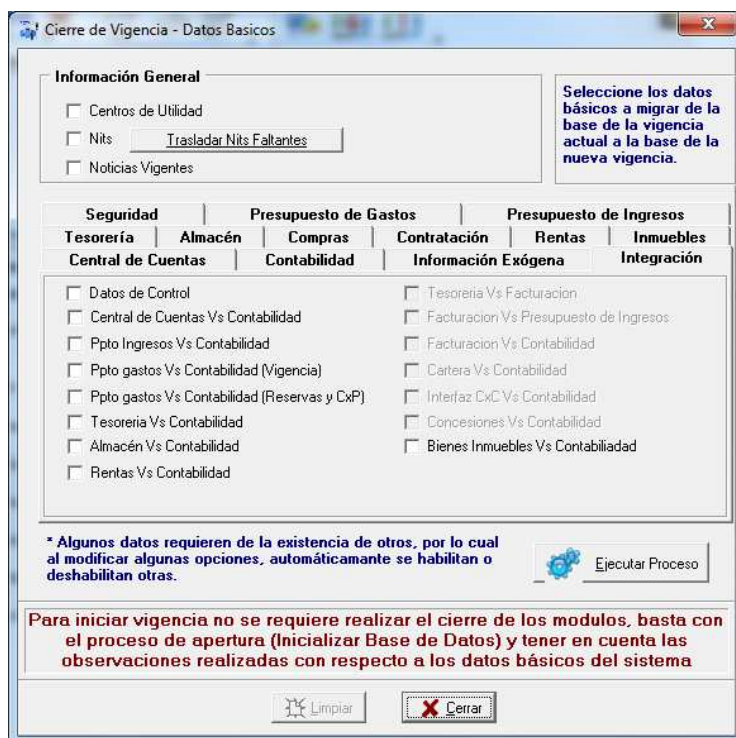 Cierre de Vigencia - Datos Basicos
Información General
Centros de Utilidad
Nits
Trasladar Nits Faltantes
Noticias Vigentes
Seleccione los datos
básicos a migrar de la
base de la vigencia
actual a la base de la
nueva vigencia.
Seguridad
Presupuesto de Gastos
Presupuesto de Ingresos
Tesorería
Almacén
Compras
Contratación
Rentas
Inmuebles
Central de Cuentas
Contabilidad
Información Exógena
Integración
Datos de Control
Central de Cuentas Vs Contabilidad
Ppto Ingresos Vs Contabilidad
Ppto gastos Vs Contabilidad (Vigencia)
Ppto gastos Vs Contabilidad (Reservas y CxP)
Tesoreria Vs Contabilidad
Almacén Vs Contabilidad
Rentas Vs Contabilidad
Tesoreria Vs Facturacion
Facturacion Vs Presupuesto de Ingresos
Facturacion Vs Contabilidad
Cartera Vs Contabilidad
Interfaz CxC Vs Contabilidad
Concesiones Vs Contabilidad
Bienes Inmuebles Vs Contabiliadad
* Algunos datos requieren de la existencia de otros, por lo cual
al modificar algunas opciones, automáticamante se habilitan o
deshabilitan otras.
Ejecutar Proceso
Para iniciar vigencia no se requiere realizar el cierre de los modulos, basta con
el proceso de apertura (Inicializar Base de Datos) y tener en cuenta las
observaciones realizadas con respecto a los datos básicos del sistema
Limpiar
Cerrar